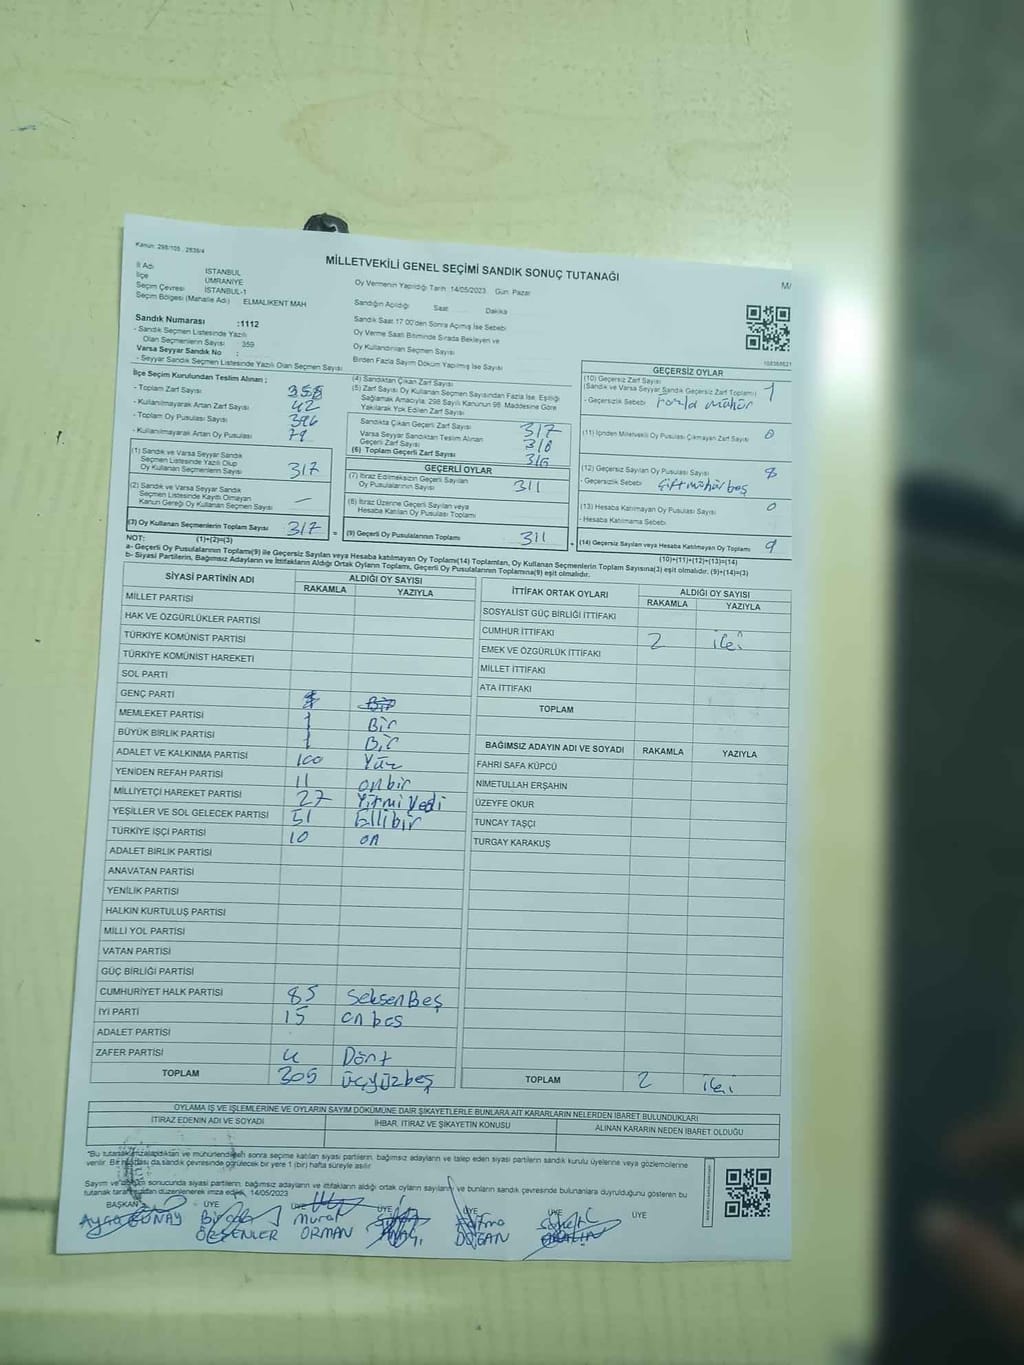 Kanun: 298/105 , 2839/4
MİLLETVEKİLİ GENEL SEÇİMİ SANDIK SONUÇ TUTANAĞI
M/
İl Adı İSTANBUL
İlçe ÜMRANİYE
Seçim Çevresi İSTANBUL-1
Seçim Bölgesi (Mahalle Adı) ELMALIKENT MAH
Oy Vermenin Yapıldığı Tarih 14/05/2023 Gün Pazar
Sandığın Açıldığı Saat Dakika
Sandık Saat 17 00'den Sonra Açılmış İse Sebebi
Oy Verme Saati Bitiminde Sırada Bekleyen ve
Oy Kullandırılan Seçmen Sayısı
Birden Fazla Sayım Döküm Yapılmış İse Sayısı
Sandık Numarası :1112
- Sandık Seçmen Listesinde Yazılı
Olan Seçmenlerin Sayısı 359
Varsa Seyyar Sandık No :
- Seyyar Sandık Seçmen Listesinde Yazılı Olan Seçmen Sayısı
İlçe Seçim Kurulundan Teslim Alınan ;
- Toplam Zarf Sayısı 358
- Kullanılmayarak Artan Zarf Sayısı 42
- Toplam Oy Pusulası Sayısı 396
- Kullanılmayarak Artan Oy Pusulası 79
(1) Sandık ve Varsa Seyyar Sandık
Seçmen Listesinde Yazılı Olup
Oy Kullanan Seçmenlerin Sayısı 317
(2) Sandık ve Varsa Seyyar Sandık
Seçmen Listesinde Kayıtlı Olmayan
Kanun Gereği Oy Kullanan Seçmen Sayısı —
(3) Oy Kullanan Seçmenlerin Toplam Sayısı 317 =
(4) Sandıktan Çıkan Zarf Sayısı
(5) Zarf Sayısı Oy Kullanan Seçmen Sayısından Fazla İse, Eşitliği
Sağlamak Amacıyla, 298 Sayılı Kanunun 98. Maddesine Göre
Yakılarak Yok Edilen Zarf Sayısı
Sandıkta Çıkan Geçerli Zarf Sayısı 317
Varsa Seyyar Sandıktan Teslim Alınan
Geçerli Zarf Sayısı
(6) Toplam Geçerli Zarf Sayısı 316
GEÇERLİ OYLAR
(7) İtiraz Edilmeksizin Geçerli Sayılan
Oy Pusulalarının Sayısı 311
(8) İtiraz Üzerine Geçerli Sayılan veya
Hesaba Katılan Oy Pusulası Toplamı
(9) Geçerli Oy Pusulalarının Toplamı 311 +
GEÇERSİZ OYLAR
(10) Geçersiz Zarf Sayısı
(Sandık ve Varsa Seyyar Sandık Geçersiz Zarf Toplamı) 1
- Geçersizlik Sebebi Fazla mühür
(11) İçinden Milletvekili Oy Pusulası Çıkmayan Zarf Sayısı 0
(12) Geçersiz Sayılan Oy Pusulası Sayısı 8
- Geçersizlik Sebebi Çift mühür boş
(13) Hesaba Katılmayan Oy Pusulası Sayısı 0
- Hesaba Katılmama Sebebi
(14) Geçersiz Sayılan veya Hesaba Katılmayan Oy Toplamı 9
NOT: (1)+(2)=(3) (10)+(11)+(12)+(13)=(14)
a- Geçerli Oy Pusulalarının Toplamı(9) ile Geçersiz Sayılan veya Hesaba katılmayan Oy Toplamı(14) Toplamları, Oy Kullanan Seçmenlerin Toplam Sayısına(3) eşit olmalıdır. (9)+(14)=(3)
b- Siyasi Partilerin, Bağımsız Adayların ve İttifakların Aldığı Ortak Oyların Toplamı, Geçerli Oy Pusulalarının Toplamına(9) eşit olmalıdır.
SİYASİ PARTİNİN ADI ALDIĞI OY SAYISI
RAKAMLA YAZIYLA
MİLLET PARTİSİ
HAK VE ÖZGÜRLÜKLER PARTİSİ
TÜRKİYE KOMÜNİST PARTİSİ
TÜRKİYE KOMÜNİST HAREKETİ
SOL PARTİ
GENÇ PARTİ
MEMLEKET PARTİSİ 1 Bir
BÜYÜK BİRLİK PARTİSİ 1 Bir
ADALET VE KALKINMA PARTİSİ 100 Yüz
YENİDEN REFAH PARTİSİ 11 onbir
MİLLİYETÇİ HAREKET PARTİSİ 27 Yirmi Yedi
YEŞİLLER VE SOL GELECEK PARTİSİ 51 Ellibir
TÜRKİYE İŞÇİ PARTİSİ 10 on
ADALET BİRLİK PARTİSİ
ANAVATAN PARTİSİ
YENİLİK PARTİSİ
HALKIN KURTULUŞ PARTİSİ
MİLLİ YOL PARTİSİ
VATAN PARTİSİ
GÜÇ BİRLİĞİ PARTİSİ
CUMHURİYET HALK PARTİSİ 85 SeksenBeş
İYİ PARTİ 15 on beş
ADALET PARTİSİ
ZAFER PARTİSİ 4 Dört
TOPLAM 305 üçyüzbeş
İTTİFAK ORTAK OYLARI ALDIĞI OY SAYISI
RAKAMLA YAZIYLA
SOSYALİST GÜÇ BİRLİĞİ İTTİFAKI
CUMHUR İTTİFAKI 2 iki
EMEK VE ÖZGÜRLÜK İTTİFAKI
MİLLET İTTİFAKI
ATA İTTİFAKI
TOPLAM
BAĞIMSIZ ADAYIN ADI VE SOYADI RAKAMLA YAZIYLA
FAHRİ SAFA KÜPCÜ
NİMETULLAH ERŞAHİN
ÜZEYFE OKUR
TUNCAY TAŞÇI
TURGAY KARAKUŞ
TOPLAM 2 iki
OYLAMA İŞ VE İŞLEMLERİNE VE OYLARIN SAYIM DÖKÜMÜNE DAİR ŞİKAYETLERLE BUNLARA AİT KARARLARIN NELERDEN İBARET BULUNDUKLARI
İTİRAZ EDENİN ADI VE SOYADI İHBAR, İTİRAZ VE ŞİKAYETİN KONUSU ALINAN KARARIN NEDEN İBARET OLDUĞU
"Bu tutanak imzalandıktan ve mühürlendikten sonra seçime katılan siyasi partilerin, bağımsız adayların ve talep eden siyasi partilerin sandık kurulu üyelerine veya gözlemcilerine
verilir. Bir nüshası da sandık çevresinde görülecek bir yere 1 (bir) hafta süreyle asılır
Sayım ve döküm sonucunda siyasi partilerin, bağımsız adayların ve ittifakların aldığı ortak oyların sayıları ve bunların sandık çevresinde bulunanlara duyrulduğunu gösteren bu
tutanak tarafımızdan düzenlenerek imza edildi. 14/05/2023
BAŞKAN ÜYE ÜYE ÜYE ÜYE ÜYE ÜYE
Murat ORMAN
Fatma DOĞAN